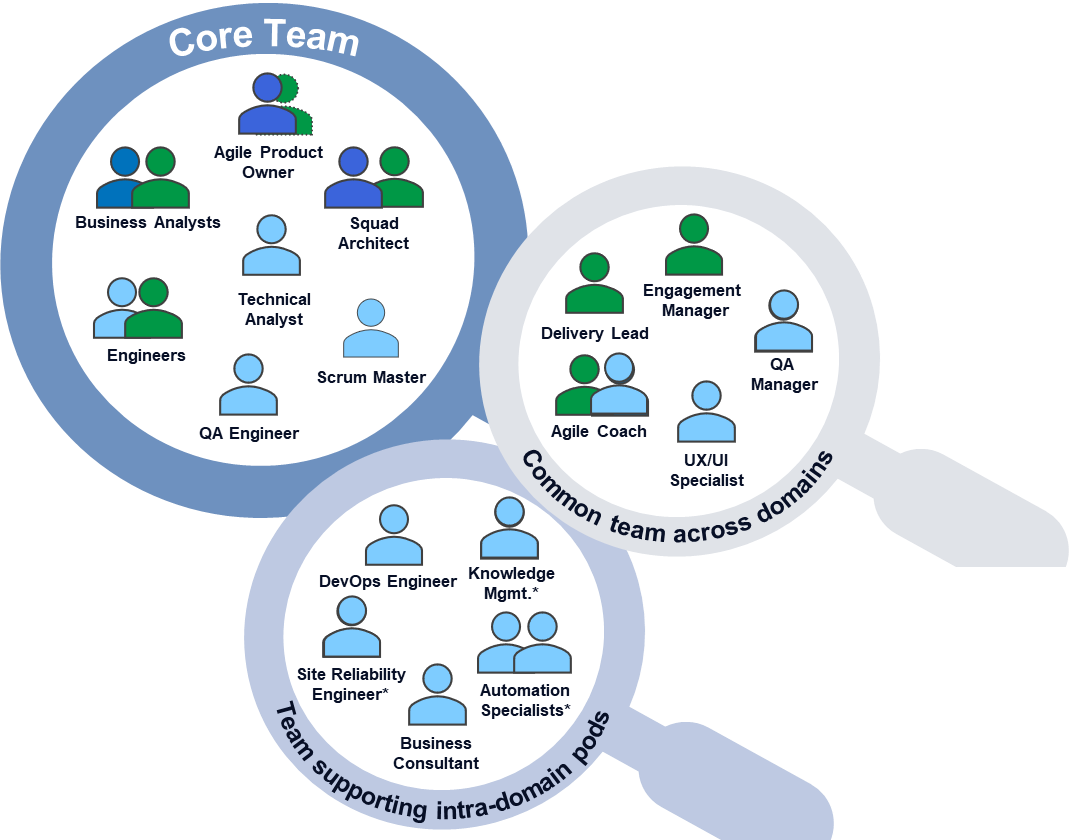 Core Team
Agile Product
Owner
Business Analysts
Squad
Architect
Technical
Analyst
Engineers
Scrum Master
QA Engineer
Engagement
Manager
Delivery Lead
QA
Manager
Agile Coach
UX/UI
Specialist
Common team across domains
DevOps Engineer
Knowledge
Mgmt.*
Site Reliability
Engineer*
Automation
Specialists*
Business
Consultant
Team supporting intra-domain pods